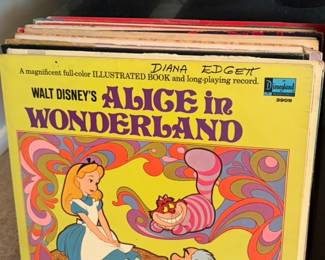 DIANA EDGETT
A magnificent full-color ILLUSTRATED BOOK and long-playing record.
3909
WALT DISNEY'S ALICE in
WONDERLAND